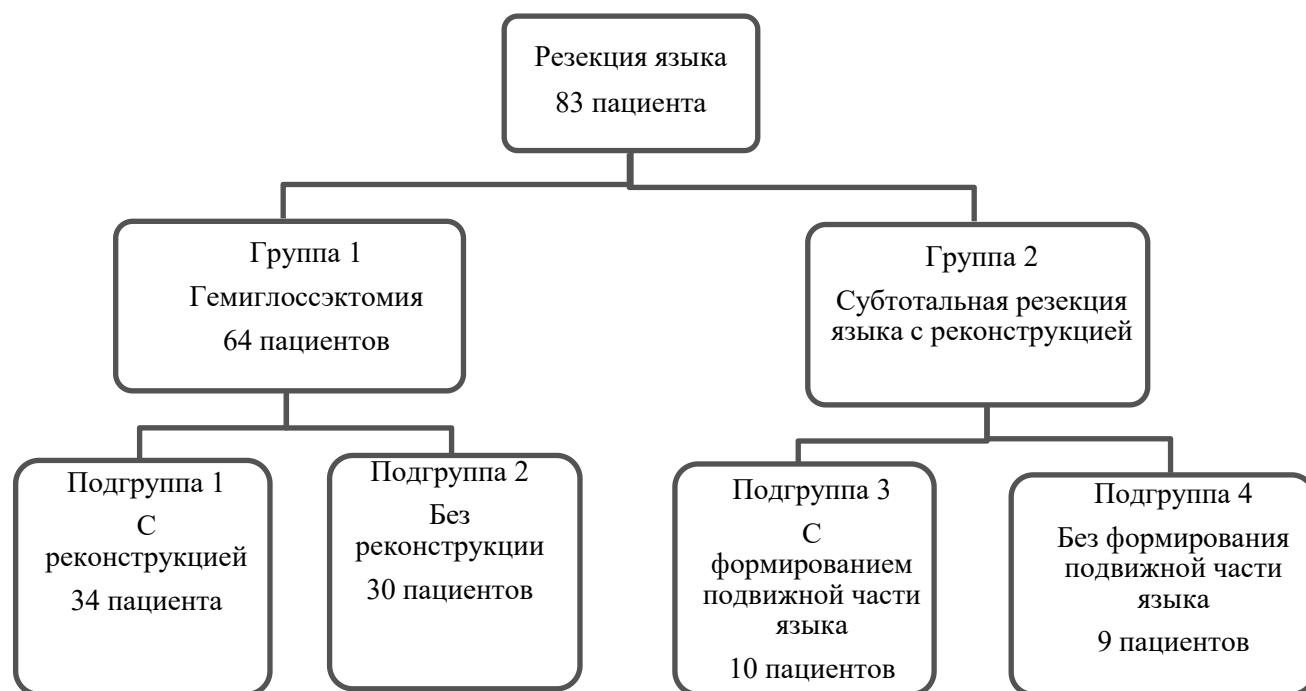 Резекция языка
83 пациента
Группа 1
Гемиглоссэктомия
64 пациентов
Группа 2
Субтотальная резекция
языка с реконструкцией
Подгруппа 1
С
реконструкцией
34 пациента
Подгруппа 2
Без
реконструкции
30 пациентов
Подгруппа 3
С
формированием
подвижной части
языка
10 пациентов
Подгруппа 4
Без формирования
подвижной части
языка
9 пациентов